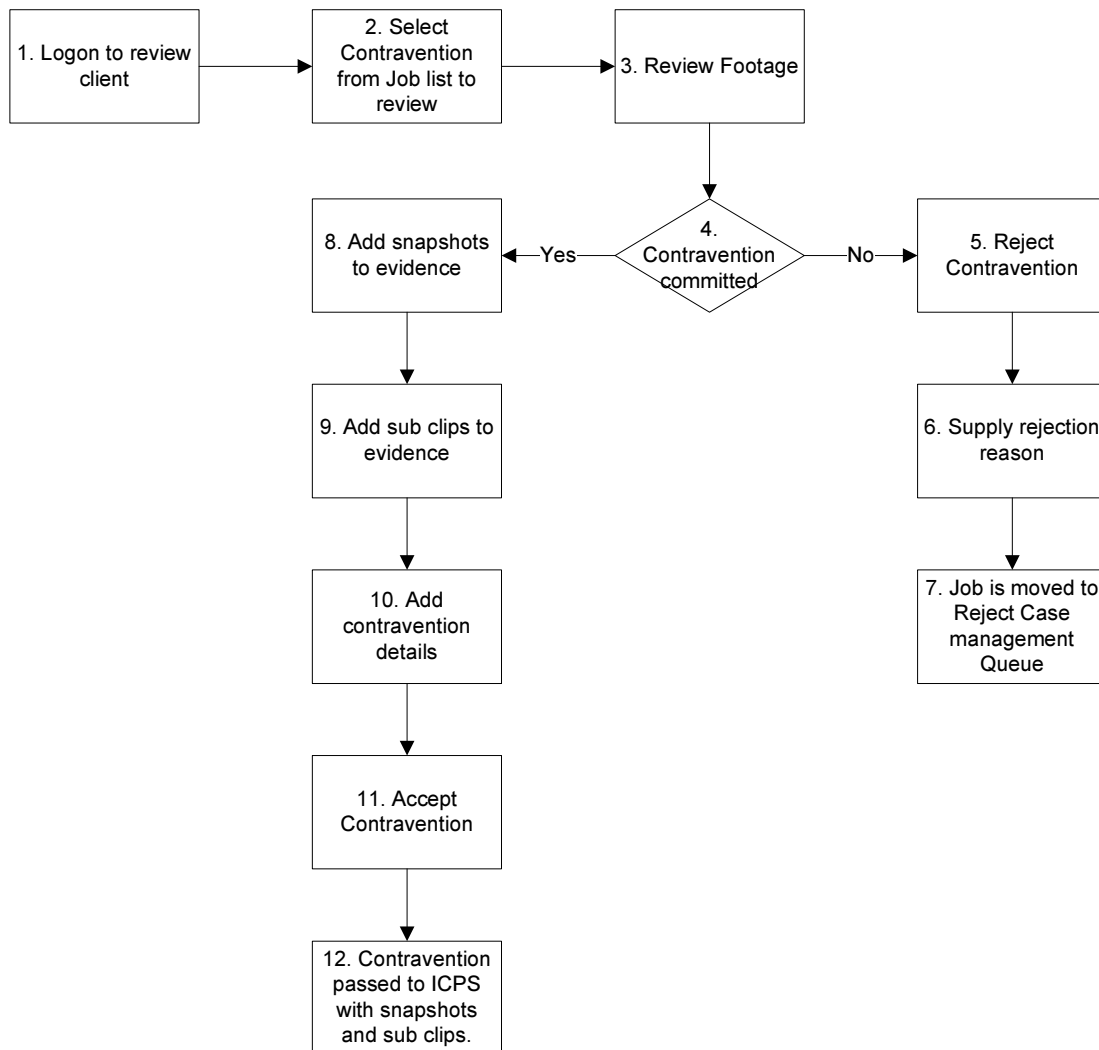 1. Logon to review
client
2. Select
Contravention
from Job list to
review
3. Review Footage
4.
Contravention
committed
Yes
No
5. Reject
Contravention
6. Supply rejection
reason
7. Job is moved to
Reject Case
management
Queue
8. Add snapshots
to evidence
9. Add sub clips to
evidence
10. Add
contravention
details
11. Accept
Contravention
12. Contravention
passed to ICPS
with snapshots
and sub clips.